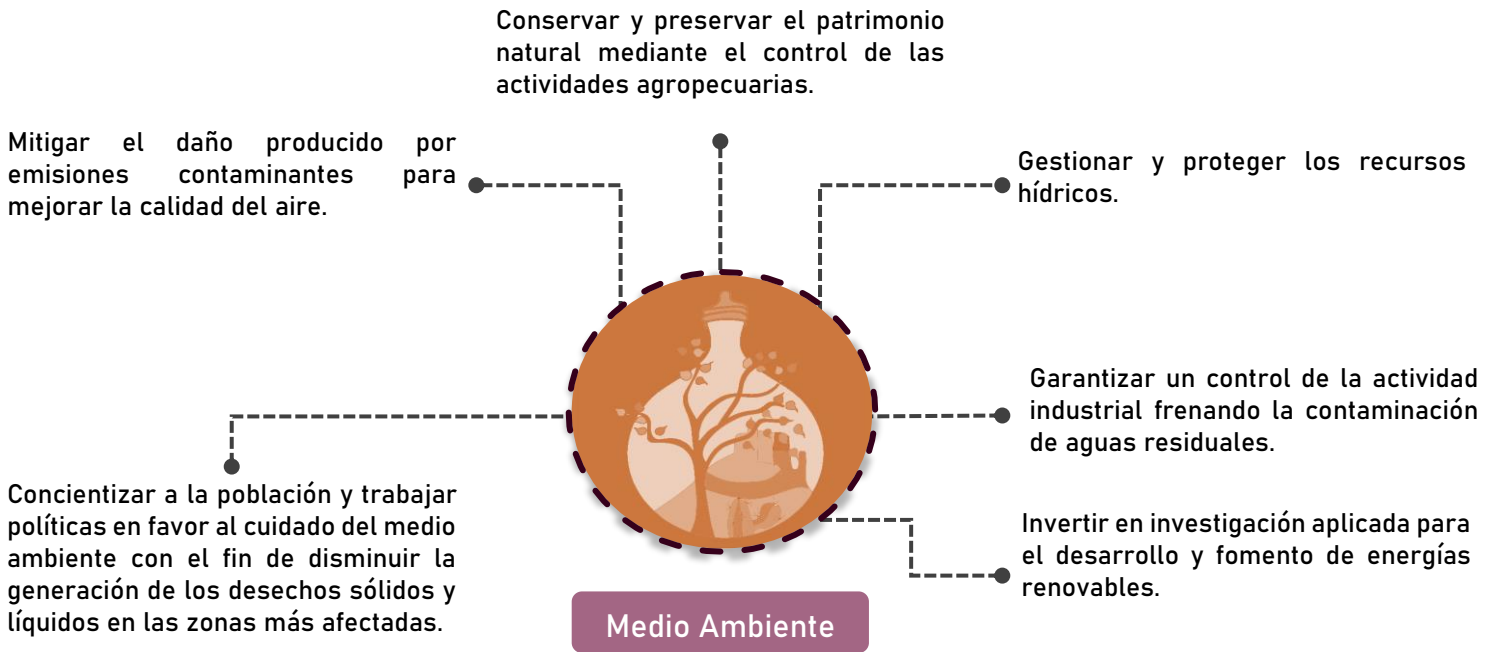 Conservar y preservar el patrimonio
natural mediante el control de las
actividades agropecuarias.
Mitigar el daño producido por
emisiones contaminantes para
mejorar la calidad del aire.
Gestionar y proteger los recursos
hídricos.
Garantizar un control de la actividad
industrial frenando la contaminación
de aguas residuales.
Concientizar a la población y trabajar
políticas en favor al cuidado del medio
ambiente con el fin de disminuir la
generación de los desechos sólidos y
líquidos en las zonas más afectadas.
Invertir en investigación aplicada para
el desarrollo y fomento de energías
renovables.
Medio Ambiente